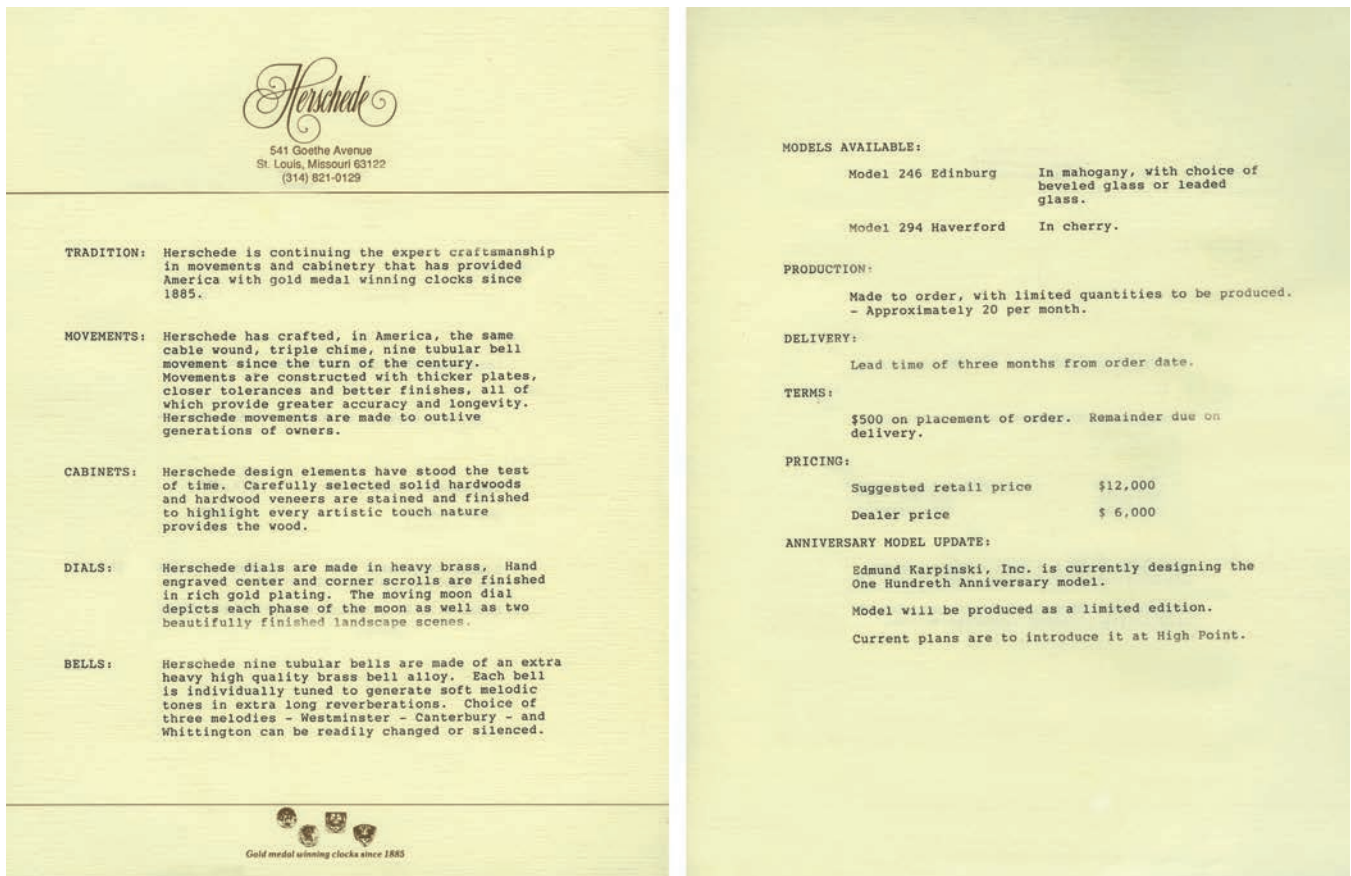 Herschede
541 Goethe Avenue
St. Louis, Missouri 63122
(314) 821-0129
TRADITION: Herschede is continuing the expert craftsmanship
in movements and cabinetry that has provided
America with gold medal winning clocks since
1885.
MOVEMENTS: Herschede has crafted, in America, the same
cable wound, triple chime, nine tubular bell
movement since the turn of the century.
Movements are constructed with thicker plates,
closer tolerances and better finishes, all of
which provide greater accuracy and longevity.
Herschede movements are made to outlive
generations of owners.
CABINETS: Herschede design elements have stood the test
of time. Carefully selected solid hardwoods
and hardwood veneers are stained and finished
to highlight every artistic touch nature
provides the wood.
DIALS: Herschede dials are made in heavy brass, Hand
engraved center and corner scrolls are finished
in rich gold plating. The moving moon dial
depicts each phase of the moon as well as two
beautifully finished landscape scenes.
BELLS: Herschede nine tubular bells are made of an extra
heavy high quality brass bell alloy. Each bell
is individually tuned to generate soft melodic
tones in extra long reverberations. Choice of
three melodies - Westminster - Canterbury - and
Whittington can be readily changed or silenced.
Gold medal winning clocks since 1885
MODELS AVAILABLE:
Model 246 Edinburg In mahogany, with choice of
beveled glass or leaded
glass.
Model 294 Haverford In cherry.
PRODUCTION:
Made to order, with limited quantities to be produced.
- Approximately 20 per month.
DELIVERY:
Lead time of three months from order date.
TERMS:
$500 on placement of order. Remainder due on
delivery.
PRICING:
Suggested retail price $12,000
Dealer price $ 6,000
ANNIVERSARY MODEL UPDATE:
Edmund Karpinski, Inc. is currently designing the
One Hundreth Anniversary model.
Model will be produced as a limited edition.
Current plans are to introduce it at High Point.